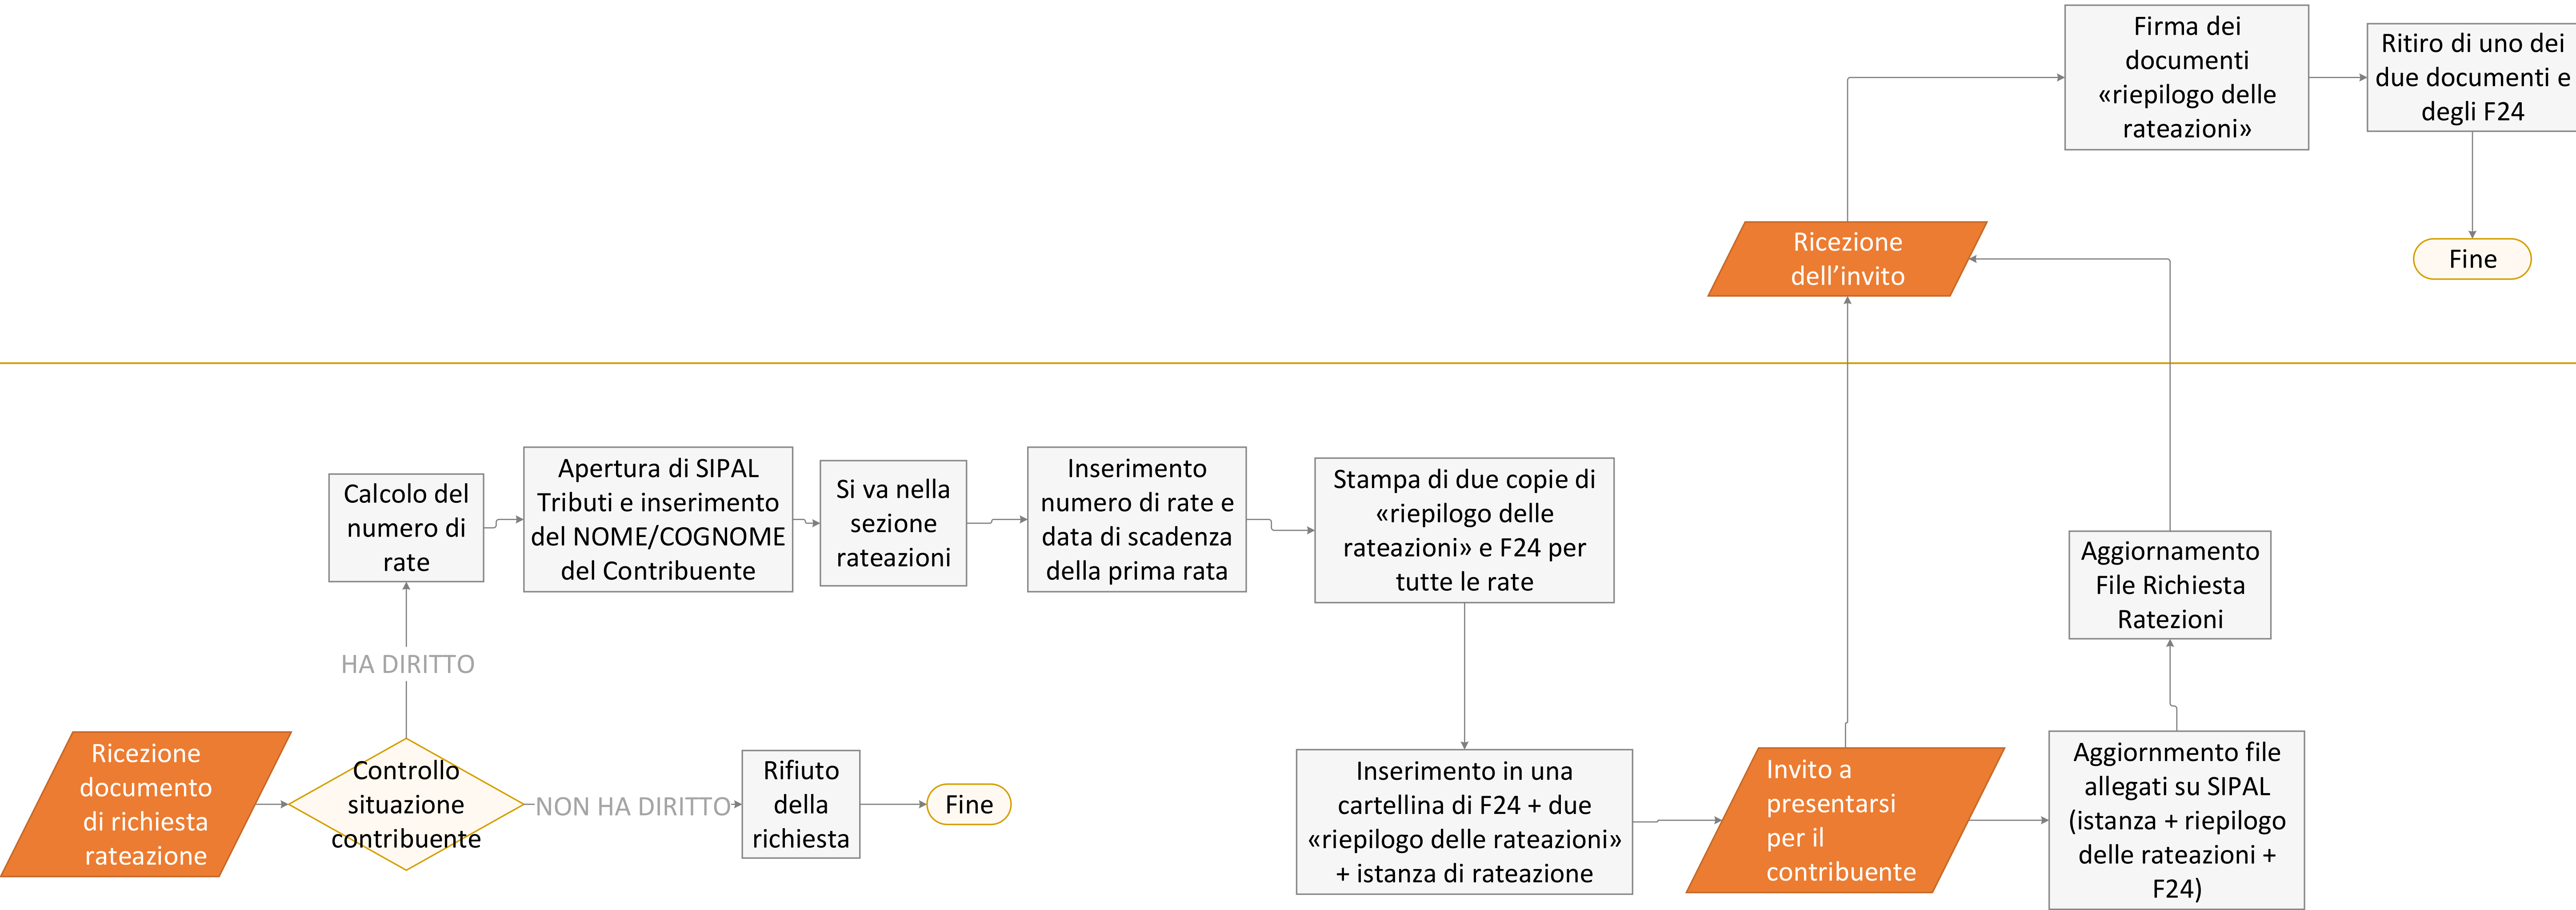 Firma dei
documenti
«riepilogo delle
rateazioni»
Ritiro di uno dei
due documenti e
degli F24
Ricezione
dell’invito
Fine
Calcolo del
numero di
rate
Apertura di SIPAL
Tributi e inserimento
del NOME/COGNOME
del Contribuente
Si va nella
sezione
rateazioni
Inserimento
numero di rate e
data di scadenza
della prima rata
Stampa di due copie di
«riepilogo delle
rateazioni» e F24 per
tutte le rate
Aggiornamento
File Richiesta
Ratezioni
HA DIRITTO
Ricezione
documento
di richiesta
rateazione
Controllo
situazione
contribuente
NON HA DIRITTO
Rifiuto
della
richiesta
Fine
Inserimento in una
cartellina di F24 + due
«riepilogo delle rateazioni»
+ istanza di rateazione
Invito a
presentarsi
per il
contribuente
Aggiornmento file
allegati su SIPAL
(istanza + riepilogo
delle rateazioni +
F24)